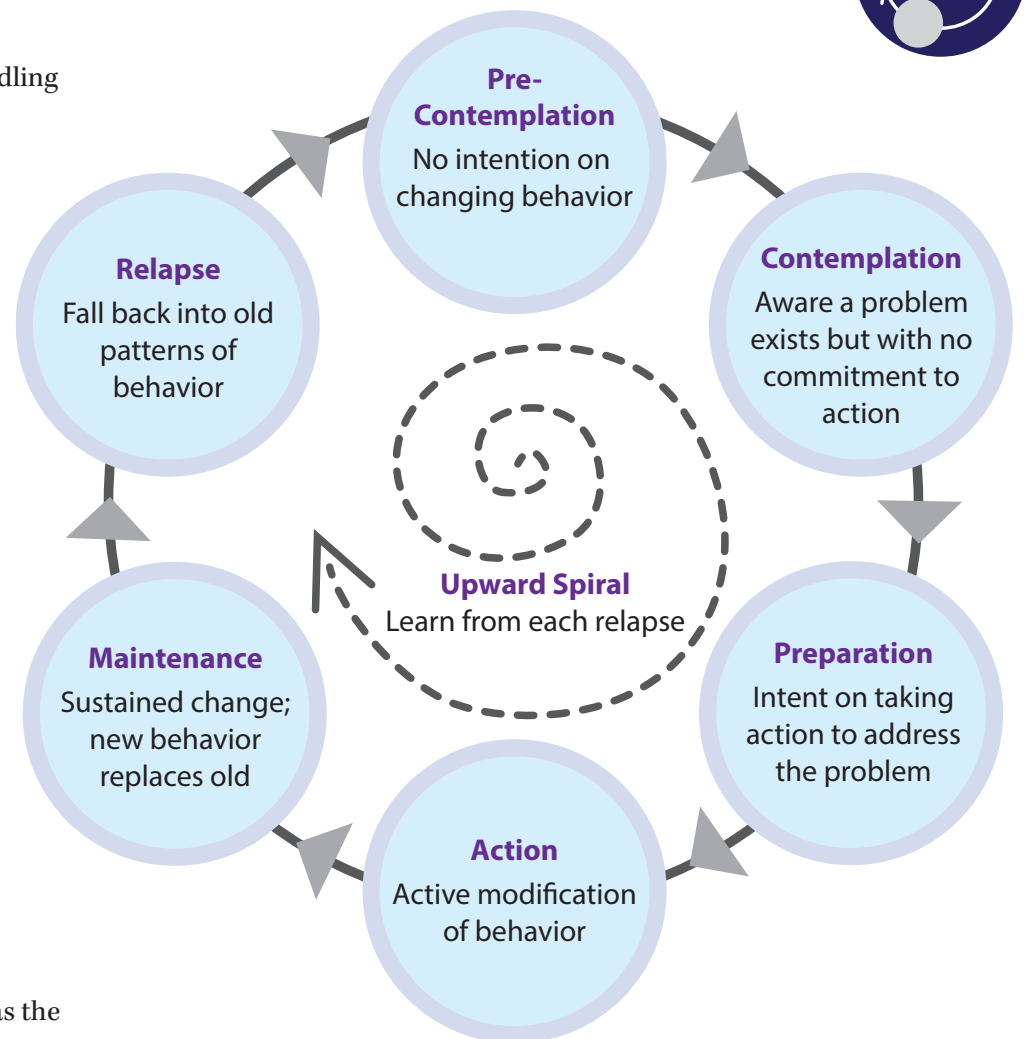 dling
Pre-
Contemplation
No intention on
changing behavior
Contemplation
Aware a problem
exists but with no
commitment to
action
Preparation
Intent on taking
action to address
the problem
Action
Active modification
of behavior
Maintenance
Sustained change;
new behavior
replaces old
Relapse
Fall back into old
patterns of
behavior
Upward Spiral
Learn from each relapse
as the